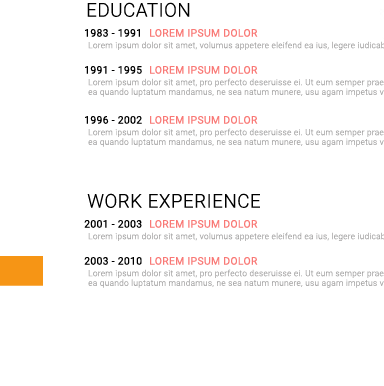 EDUCATION
1983 - 1991 LOREM IPSUM DOLOR
Lorem ipsum dolor sit amet, volumus appetere eleifend ea ius, legere iudicab
1991 - 1995 LOREM IPSUM DOLOR
Lorem ipsum dolor sit amet, pro perfecto deseruisse ei. Ut eum semper prae
ea quando luptatum mandamus, ne sea natum munere, usu agam impetus v
1996 - 2002 LOREM IPSUM DOLOR
Lorem ipsum dolor sit amet, pro perfecto deseruisse ei. Ut eum semper prae
ea quando luptatum mandamus, ne sea natum munere, usu agam impetus v
WORK EXPERIENCE
2001 - 2003 LOREM IPSUM DOLOR
Lorem ipsum dolor sit amet, volumus appetere eleifend ea ius, legere iudicab
2003 - 2010 LOREM IPSUM DOLOR
Lorem ipsum dolor sit amet, pro perfecto deseruisse ei. Ut eum semper prae
ea quando luptatum mandamus, ne sea natum munere, usu agam impetus v